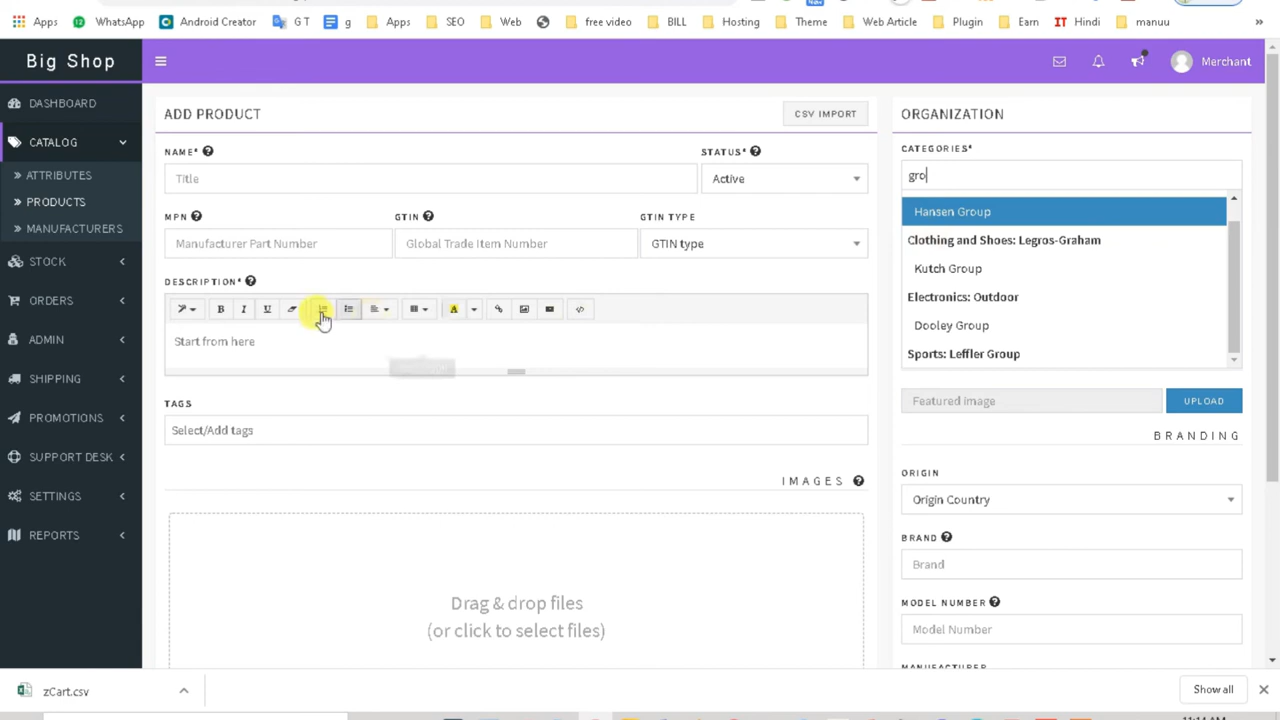 Apps WhatsApp Android Creator G T g Apps SEO Web free video BILL Hosting Theme Web Article Plugin Earn IT Hindi manuu »
Big Shop
Merchant
DASHBOARD
CATALOG
» ATTRIBUTES
» PRODUCTS
» MANUFACTURERS
STOCK
ORDERS
ADMIN
SHIPPING
PROMOTIONS
SUPPORT DESK
SETTINGS
REPORTS
ADD PRODUCT
CSV IMPORT
NAME*
STATUS*
Title
Active
MPN
GTIN
GTIN TYPE
Manufacturer Part Number
Global Trade Item Number
GTIN type
DESCRIPTION*
B I U A
Start from here
TAGS
Select/Add tags
IMAGES
Drag & drop files
(or click to select files)
ORGANIZATION
CATEGORIES*
gro
Hansen Group
Clothing and Shoes: Legros-Graham
Kutch Group
Electronics: Outdoor
Dooley Group
Sports: Leffler Group
Featured image
UPLOAD
BRANDING
ORIGIN
Origin Country
BRAND
Brand
MODEL NUMBER
Model Number
MANUFACTURER
zCart.csv
Show all